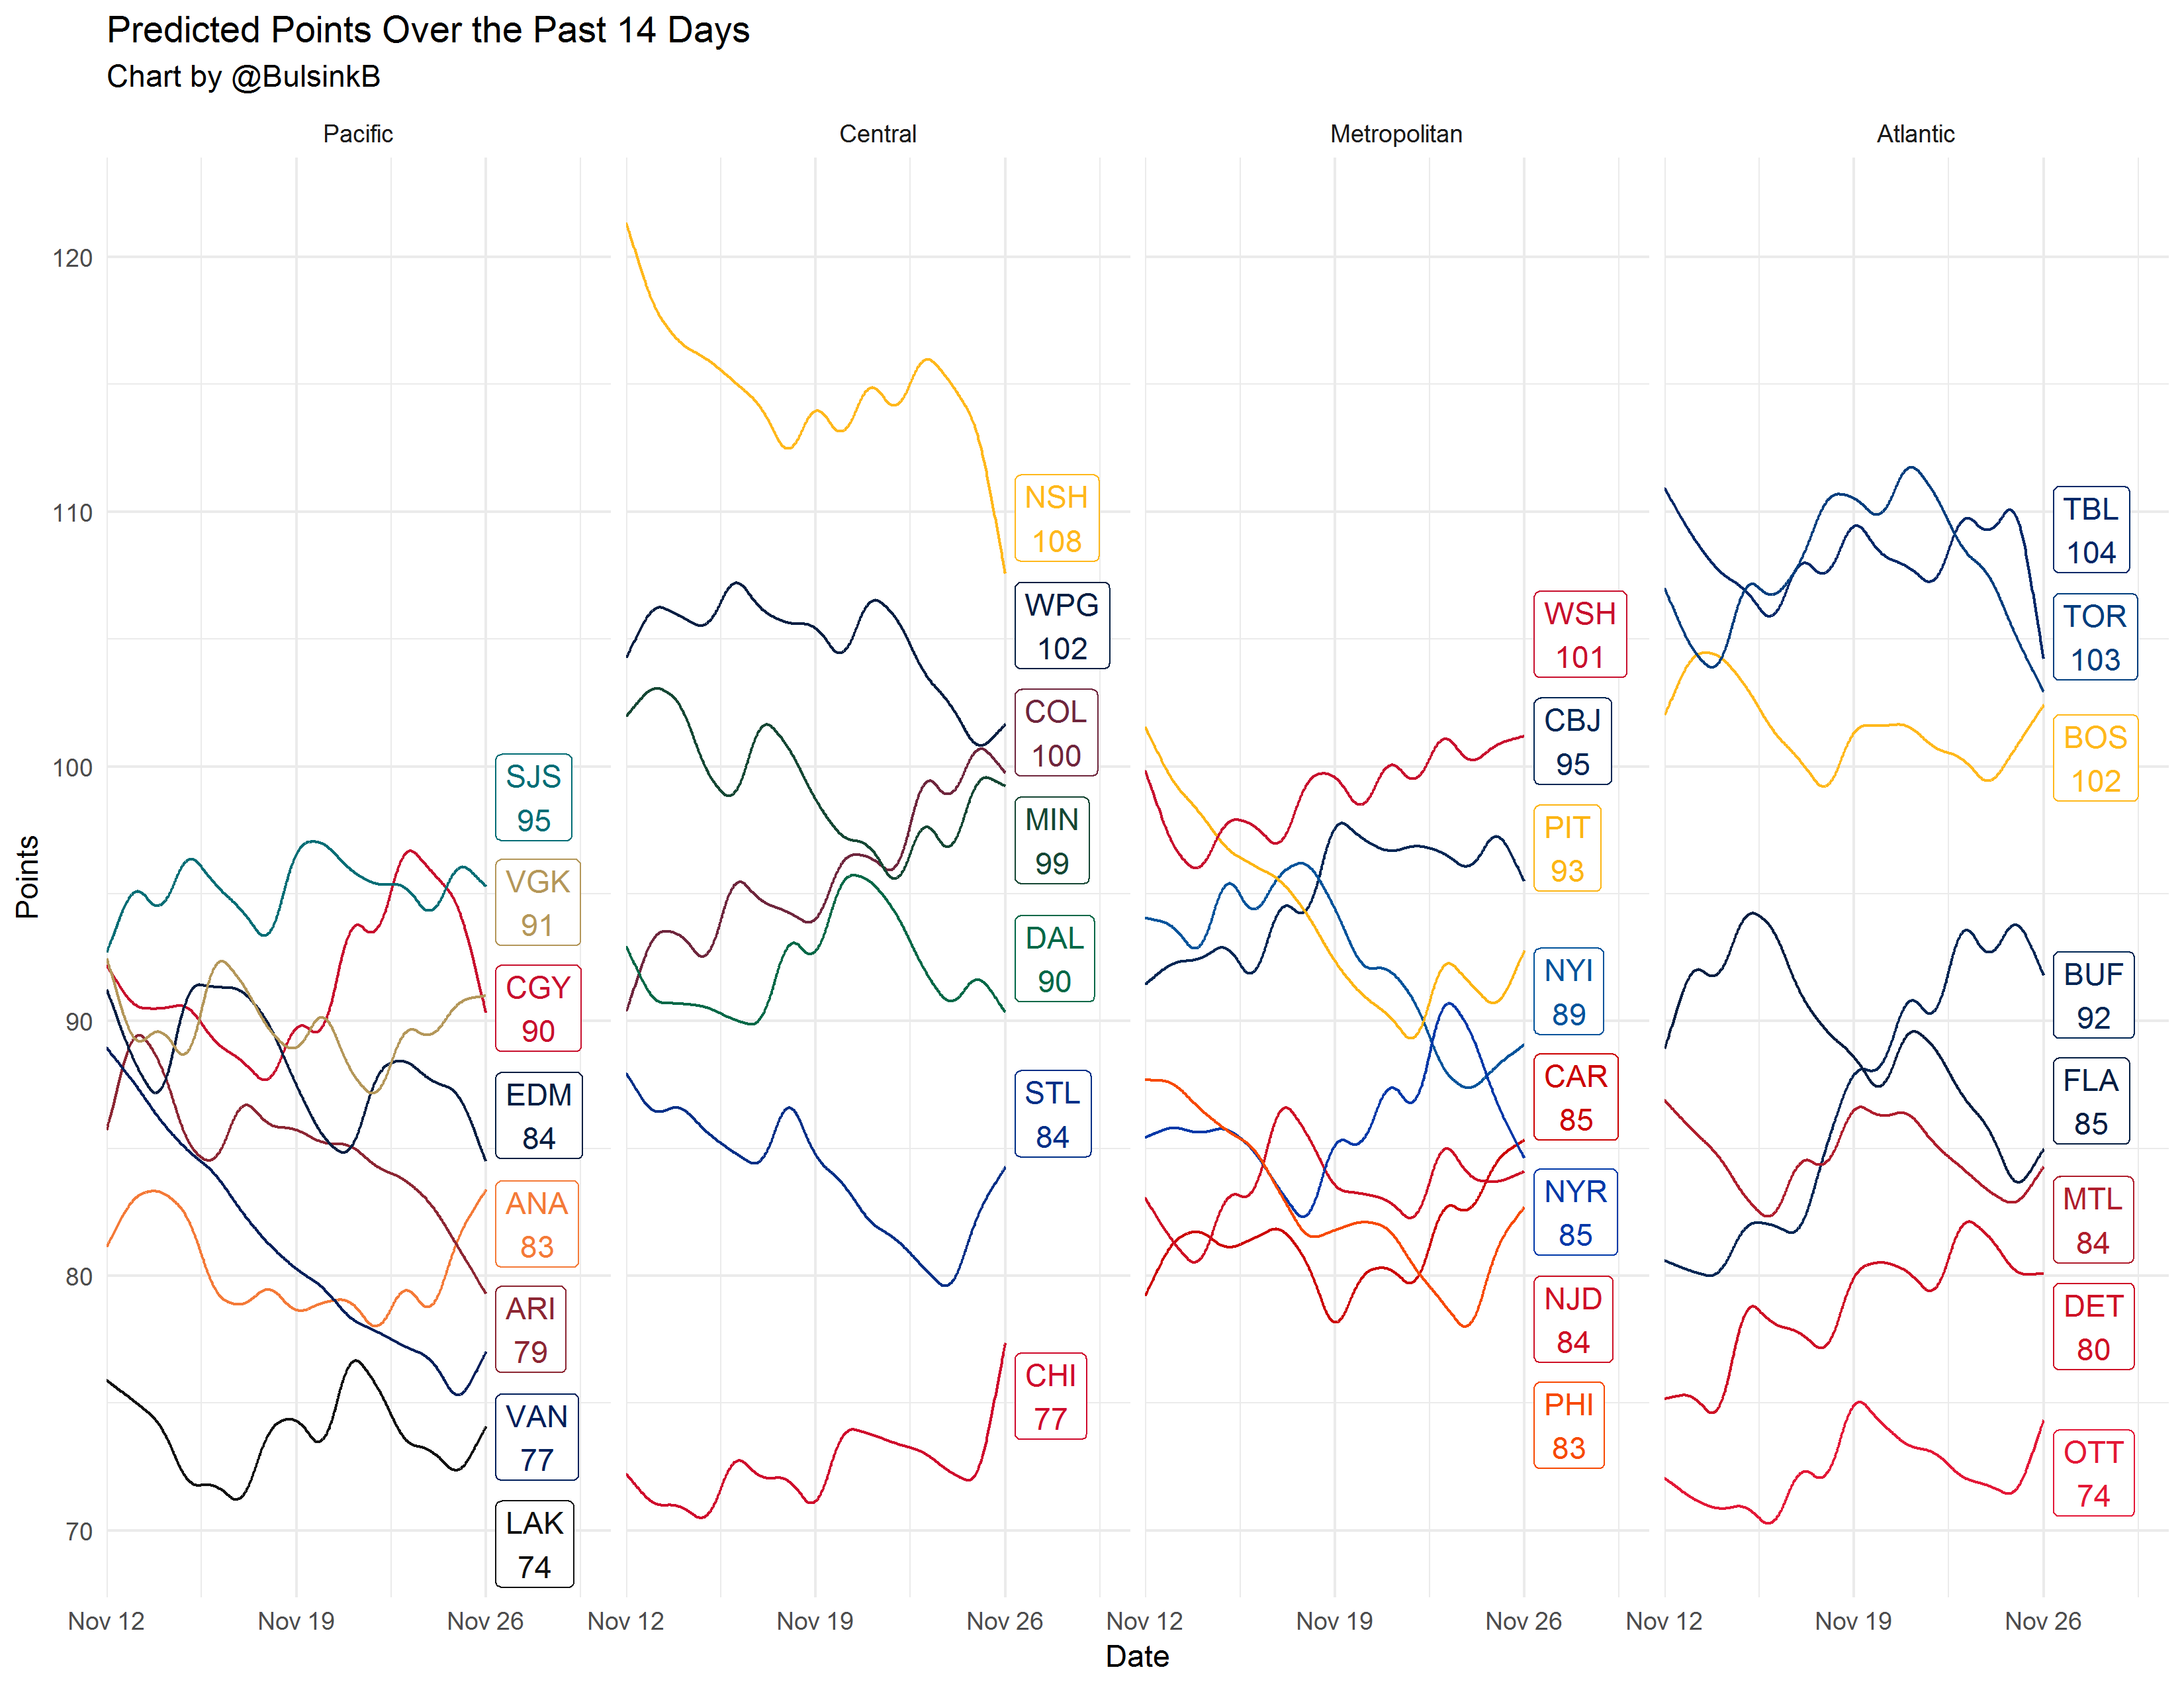 Predicted Points Over the Past 14 Days
Chart by @BulsinkB
Pacific
Central
Metropolitan
Atlantic
Points
120
110
100
90
80
70
SJS
95
VGK
91
CGY
90
EDM
84
ANA
83
ARI
79
VAN
77
LAK
74
NSH
108
WPG
102
COL
100
MIN
99
DAL
90
STL
84
CHI
77
WSH
101
CBJ
95
PIT
93
NYI
89
CAR
85
NYR
85
NJD
84
PHI
83
TBL
104
TOR
103
BOS
102
BUF
92
FLA
85
MTL
84
DET
80
OTT
74
Nov 12 Nov 19 Nov 26 Nov 12 Nov 19 Nov 26 Nov 12 Nov 19 Nov 26 Nov 12 Nov 19 Nov 26
Date